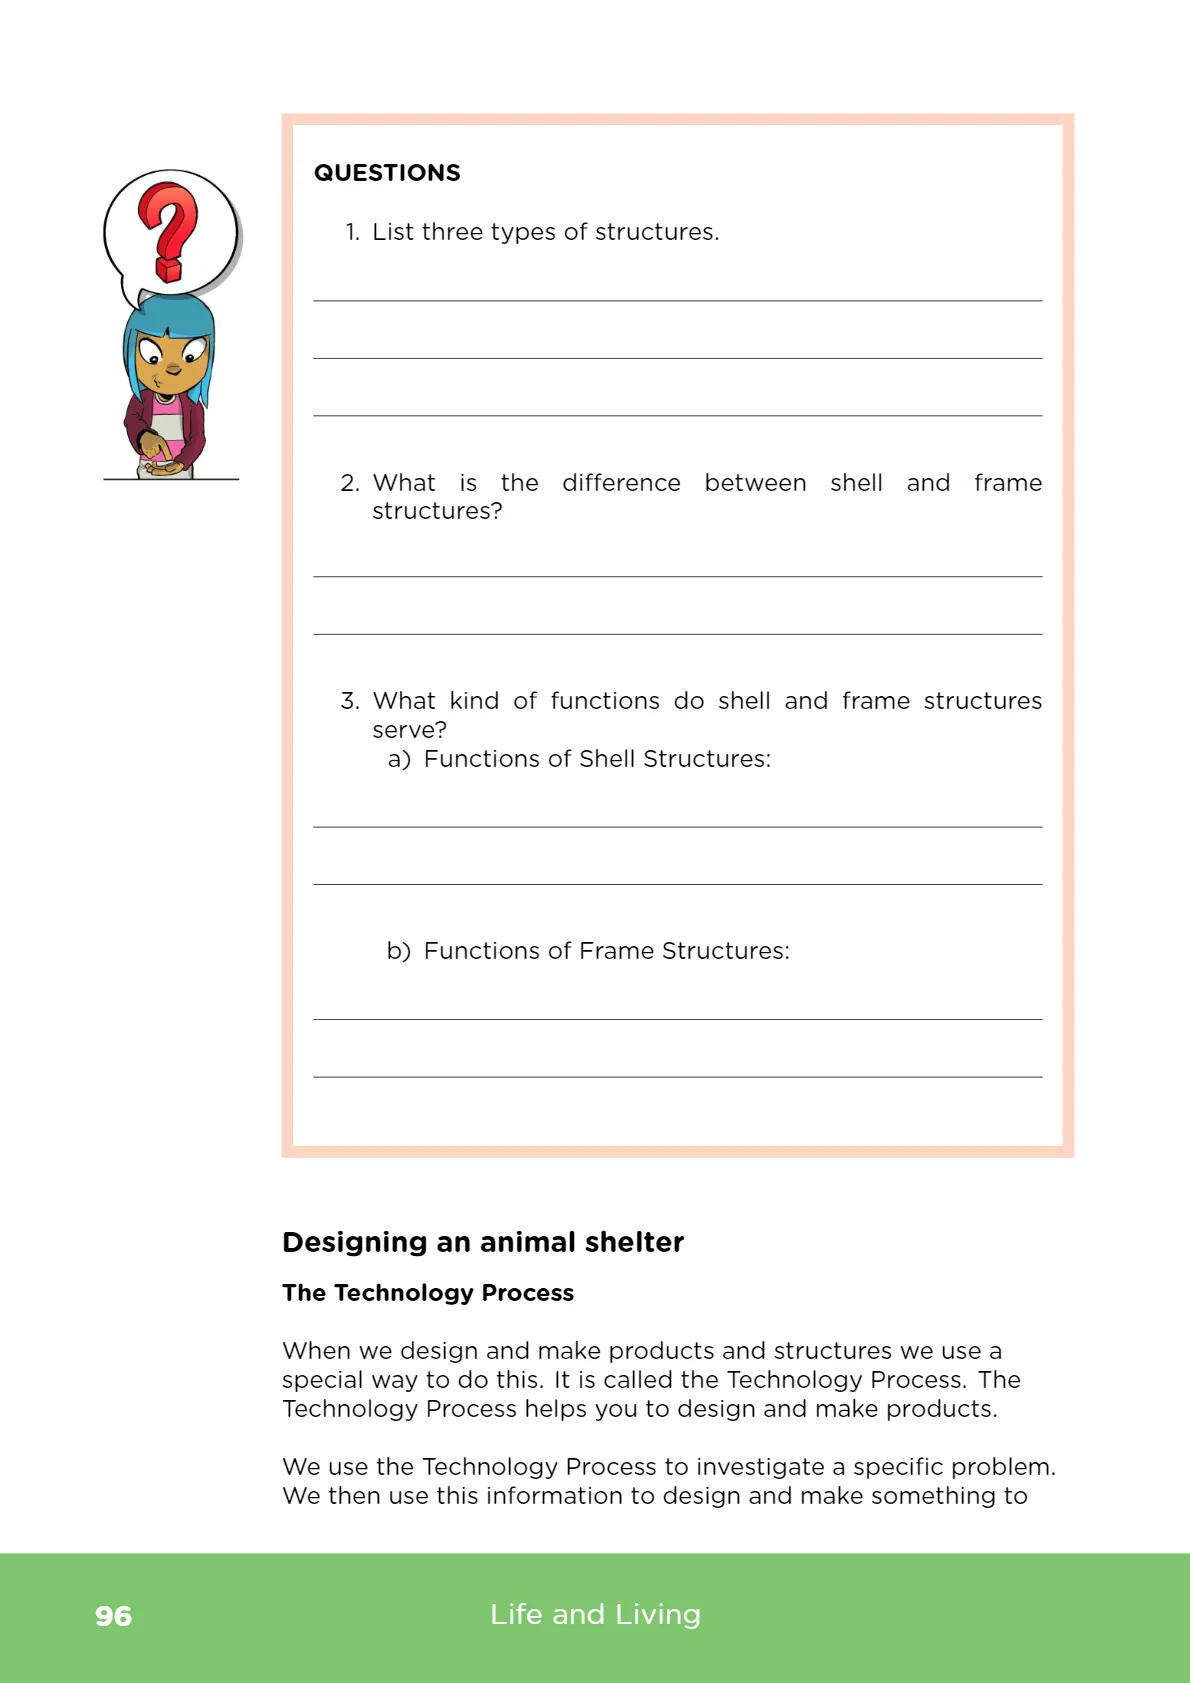 QUESTIONS
1. List three types of structures.
2. What is the difference between shell and frame
structures?
3. What kind of functions do shell and frame structures
serve?
a) Functions of Shell Structures:
b) Functions of Frame Structures:
Designing an animal shelter
The Technology Process
When we design and make products and structures we use a
special way to do this. It is called the Technology Process. The
Technology Process helps you to design and make products.
We use the Technology Process to investigate a specific problem.
We then use this information to design and make something to
96
Life and Living